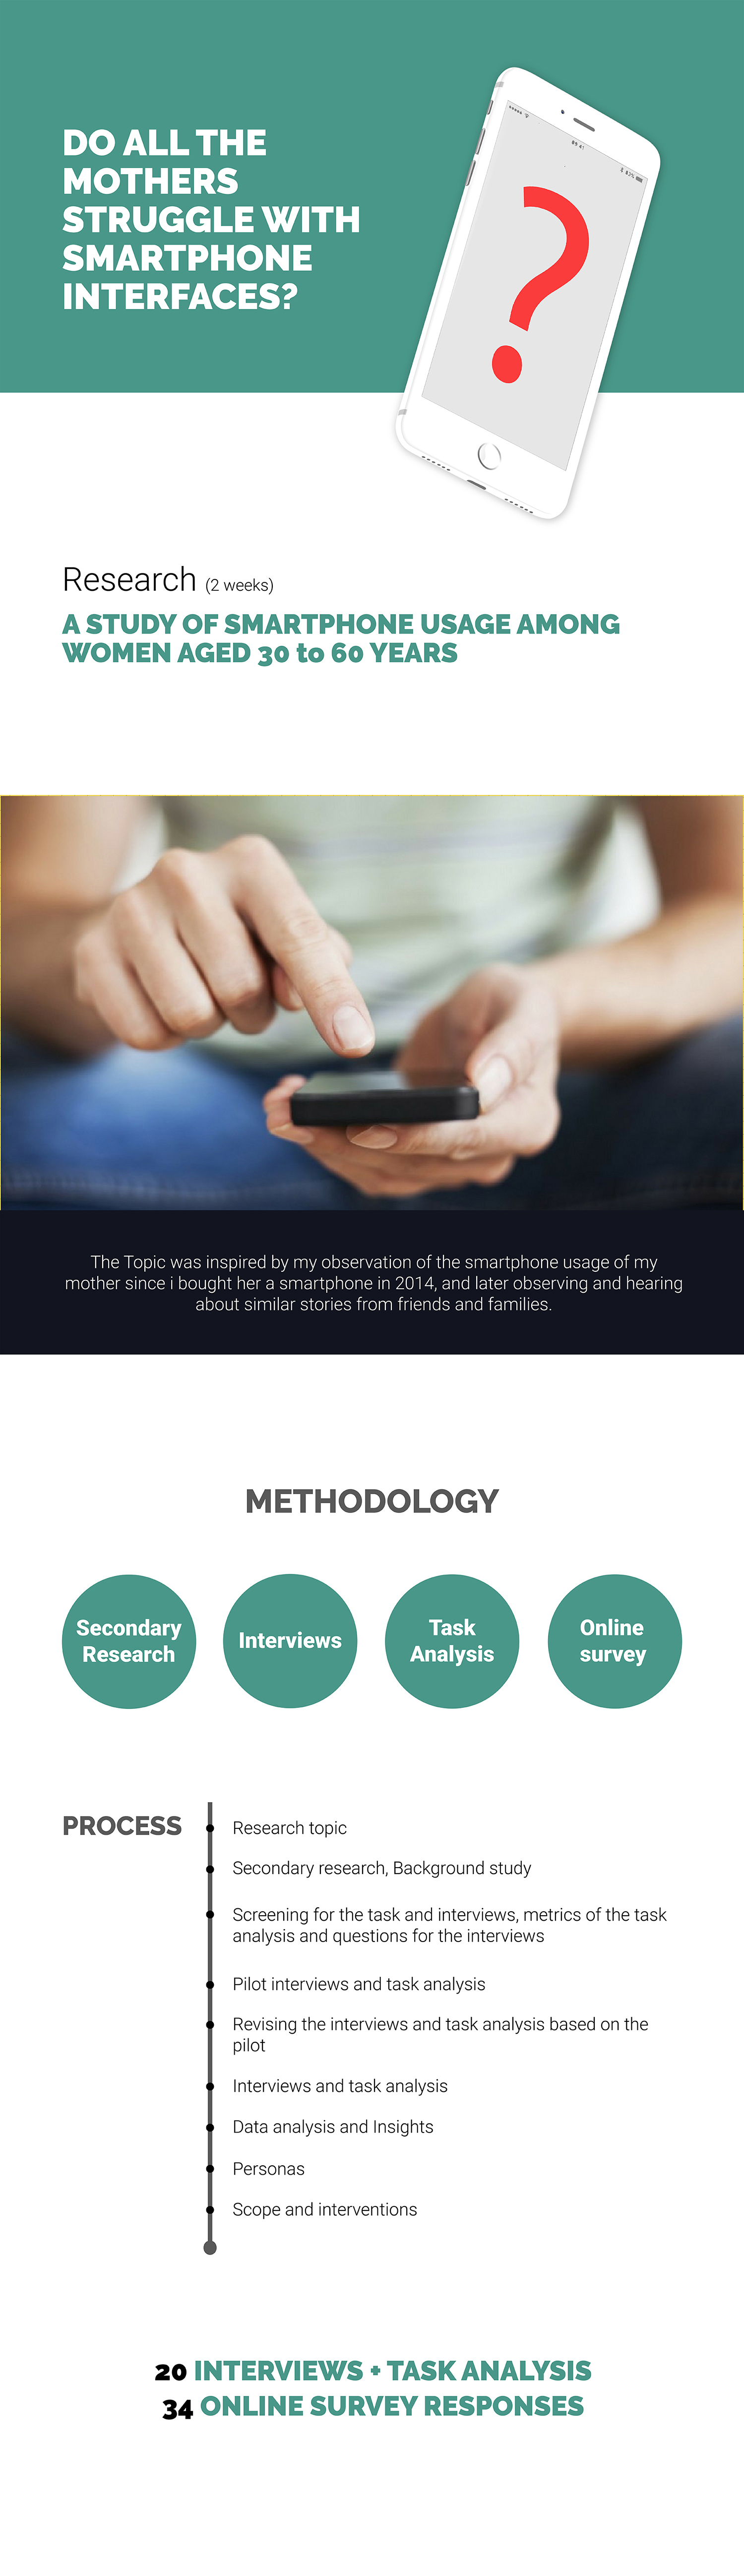 DO ALL THE
MOTHERS
STRUGGLE WITH
SMARTPHONE
INTERFACES?
Research (2 weeks)
A STUDY OF SMARTPHONE USAGE AMONG
WOMEN AGED 30 to 60 YEARS
The Topic was inspired by my observation of the smartphone usage of my
mother since i bought her a smartphone in 2014, and later observing and hearing
about similar stories from friends and families.
METHODOLOGY
Secondary
Research
Interviews
Task
Analysis
Online
survey
PROCESS
Research topic
Secondary research, Background study
Screening for the task and interviews, metrics of the task
analysis and questions for the interviews
Pilot interviews and task analysis
Revising the interviews and task analysis based on the
pilot
Interviews and task analysis
Data analysis and Insights
Personas
Scope and interventions
20 INTERVIEWS + TASK ANALYSIS
34 ONLINE SURVEY RESPONSES